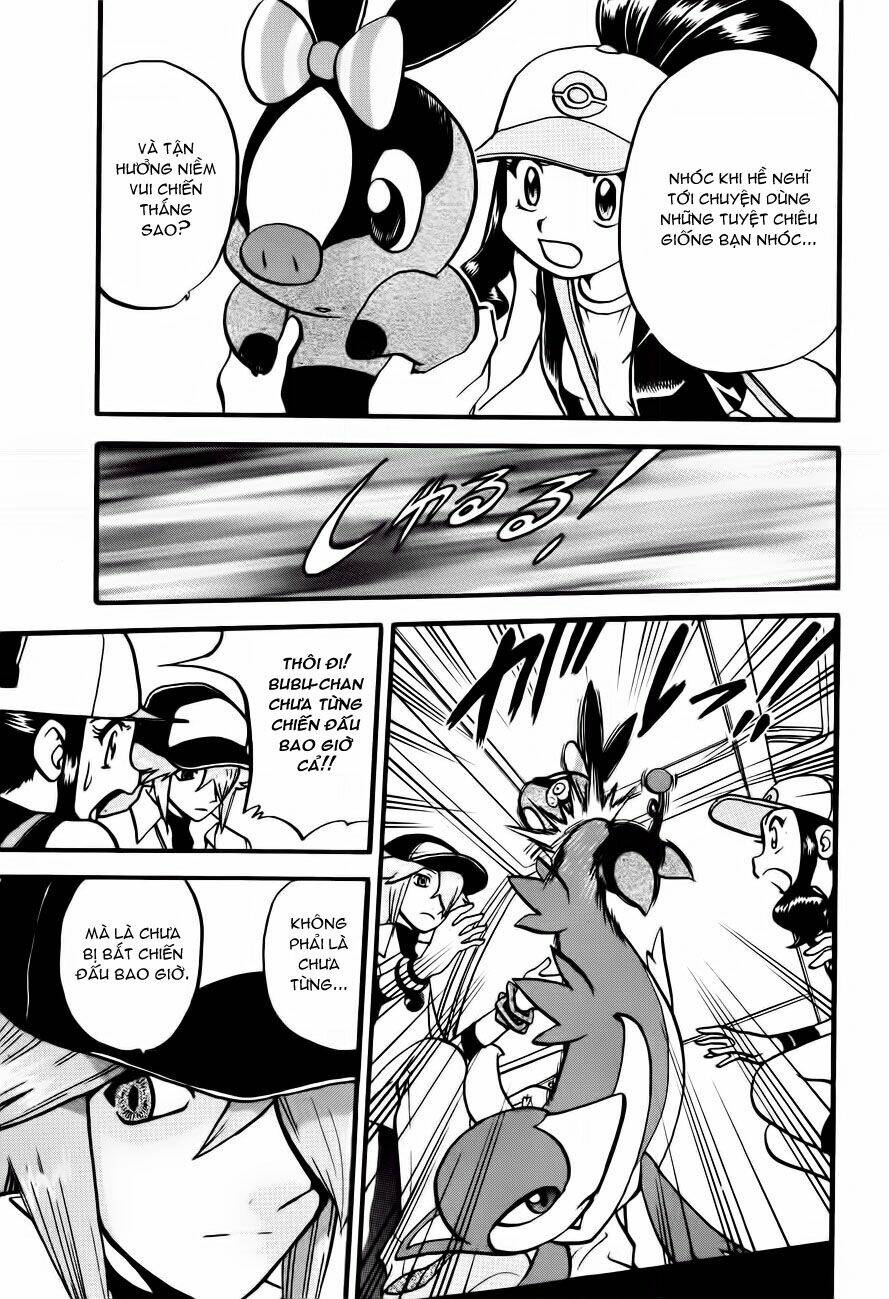 NHÓC KHI HỀ NGHĨ
TỚI CHUYỆN DÙNG
NHỮNG TUYỆT CHIÊU
GIỐNG BẠN NHÓC...
VÀ TẬN
HƯỞNG NIỀM
VUI CHIẾN
THẮNG
SAO?
しゅるる!
THÔI ĐI!
BUBU-CHAN
CHƯA TỪNG
CHIẾN ĐẤU
BAO GIỜ
CẢ!!
KHÔNG
PHẢI LÀ
CHƯA
TỪNG...
MÀ LÀ CHƯA
BỊ BẮT CHIẾN
ĐẤU BAO GIỜ.